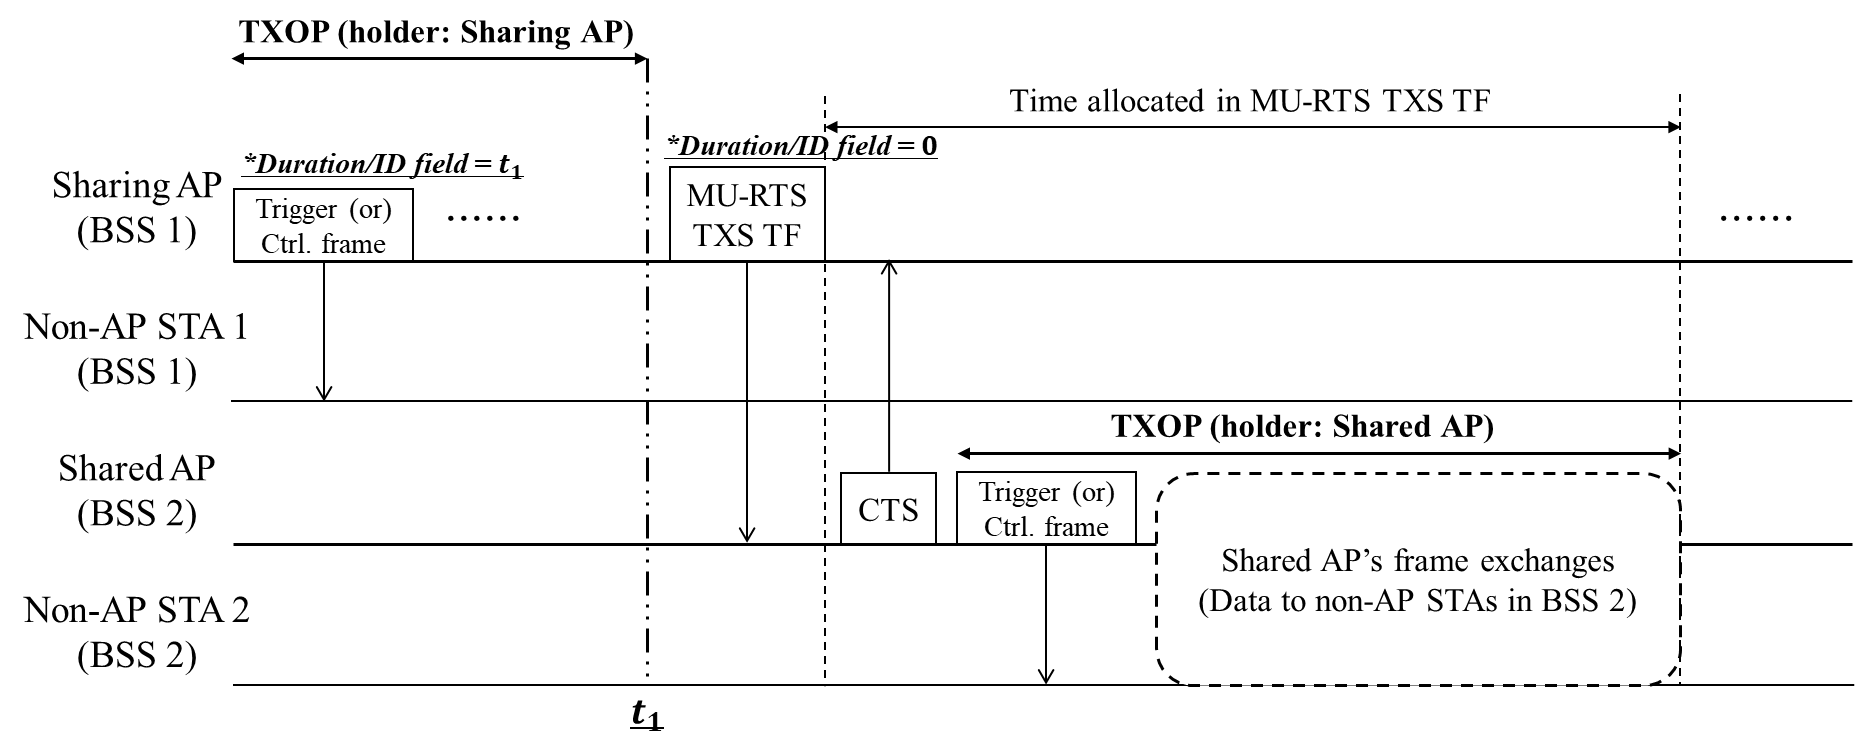 TXOP (holder: Sharing AP)
Time allocated in MU-RTS TXS TF
*Duration/ID field = t₁
*Duration/ID field = 0
Sharing AP
(BSS 1)
Trigger (or)
Ctrl. frame
......
MU-RTS
TXS TF
......
Non-AP STA 1
(BSS 1)
TXOP (holder: Shared AP)
Shared AP
(BSS 2)
CTS
Trigger (or)
Ctrl. frame
Shared AP’s frame exchanges
(Data to non-AP STAs in BSS 2)
Non-AP STA 2
(BSS 2)
t₁